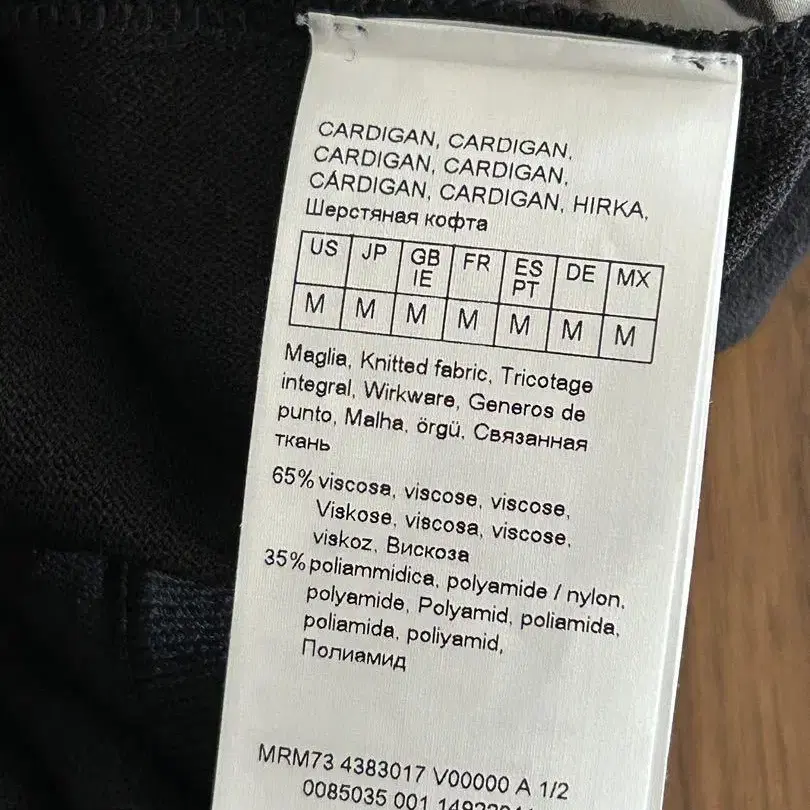 CARDIGAN, CARDIGAN,
CARDIGAN, CARDIGAN,
CÁRDIGAN, CARDIGAN, HIRKA,
Шерстяная кофта
US JP GB IE FR ES PT DE MX
M M M M M M M
Maglia, Knitted fabric, Tricotage
integral, Wirkware, Generos de
punto, Malha, örgü, Связанная
ткань
65% viscosa, viscose, viscose,
Viskose, viscosa, viscose,
viskoz, Вискоза
35% poliammidica, polyamide / nylon,
polyamide, Polyamid, poliamida,
poliamida, poliyamid,
Полиамид
MRM73 4383017 V00000 A 1/2
0085035 001